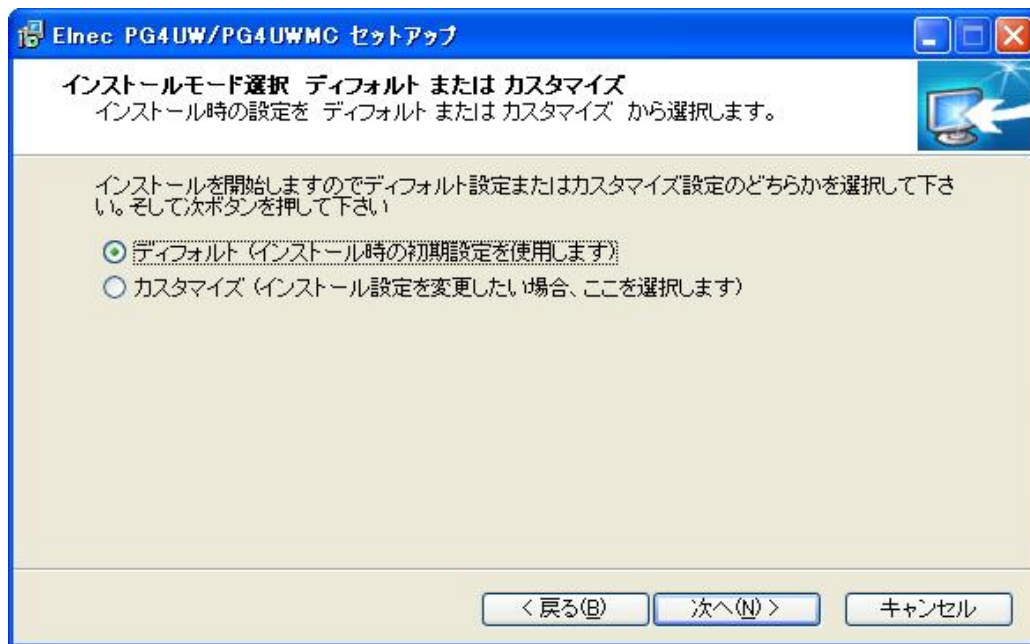 Elnec PG4UW/PG4UWMC セットアップ
インストールモード選択 ディフォルト または カスタマイズ
インストール時の設定を ディフォルト または カスタマイズ から選択します。
インストールを開始しますのでディフォルト設定またはカスタマイズ設定のどちらかを選択して下さ
い。そして次ボタンを押して下さい
ディフォルト (インストール時の初期設定を使用します)
カスタマイズ (インストール設定を変更したい場合、ここを選択します)
< 戻る(B)
次へ(N) >
キャンセル